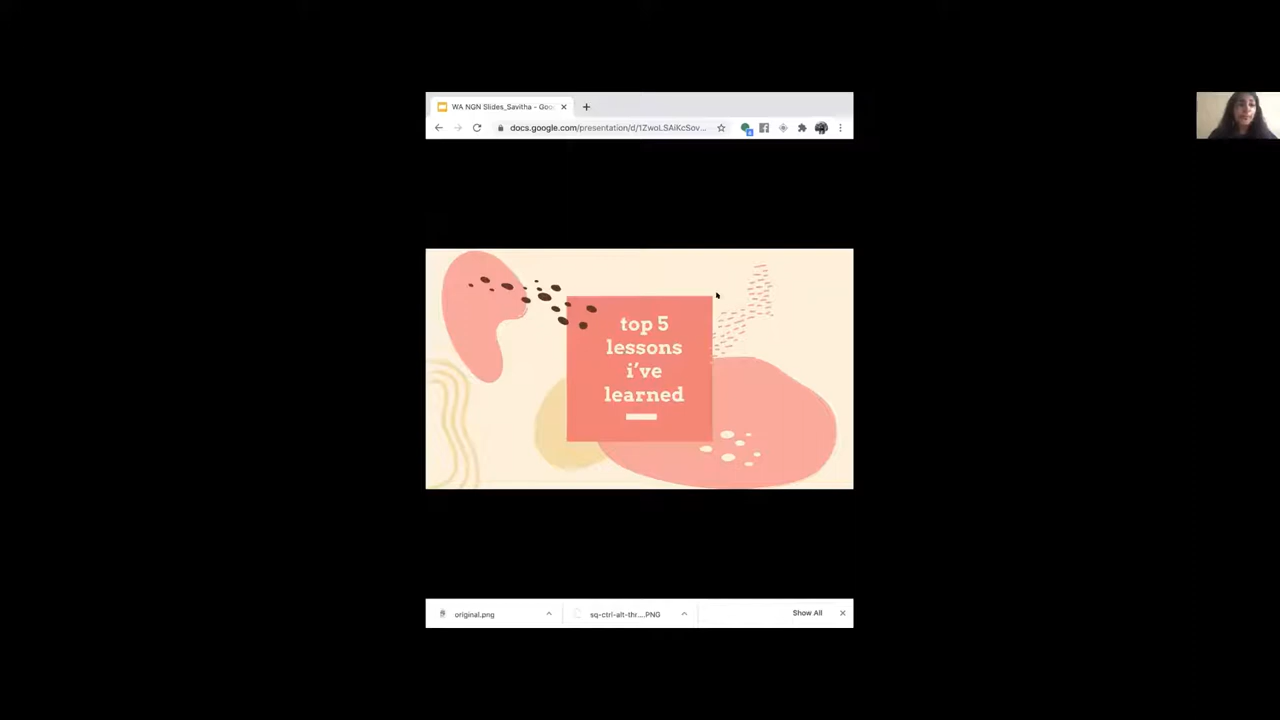 WA NGN Slides_Savitha - Goo
docs.google.com/presentation/d/1ZwoLSAiKcSov...
top 5
lessons
i've
learned
original.png
sq-ctrl-alt-thr....PNG
Show All